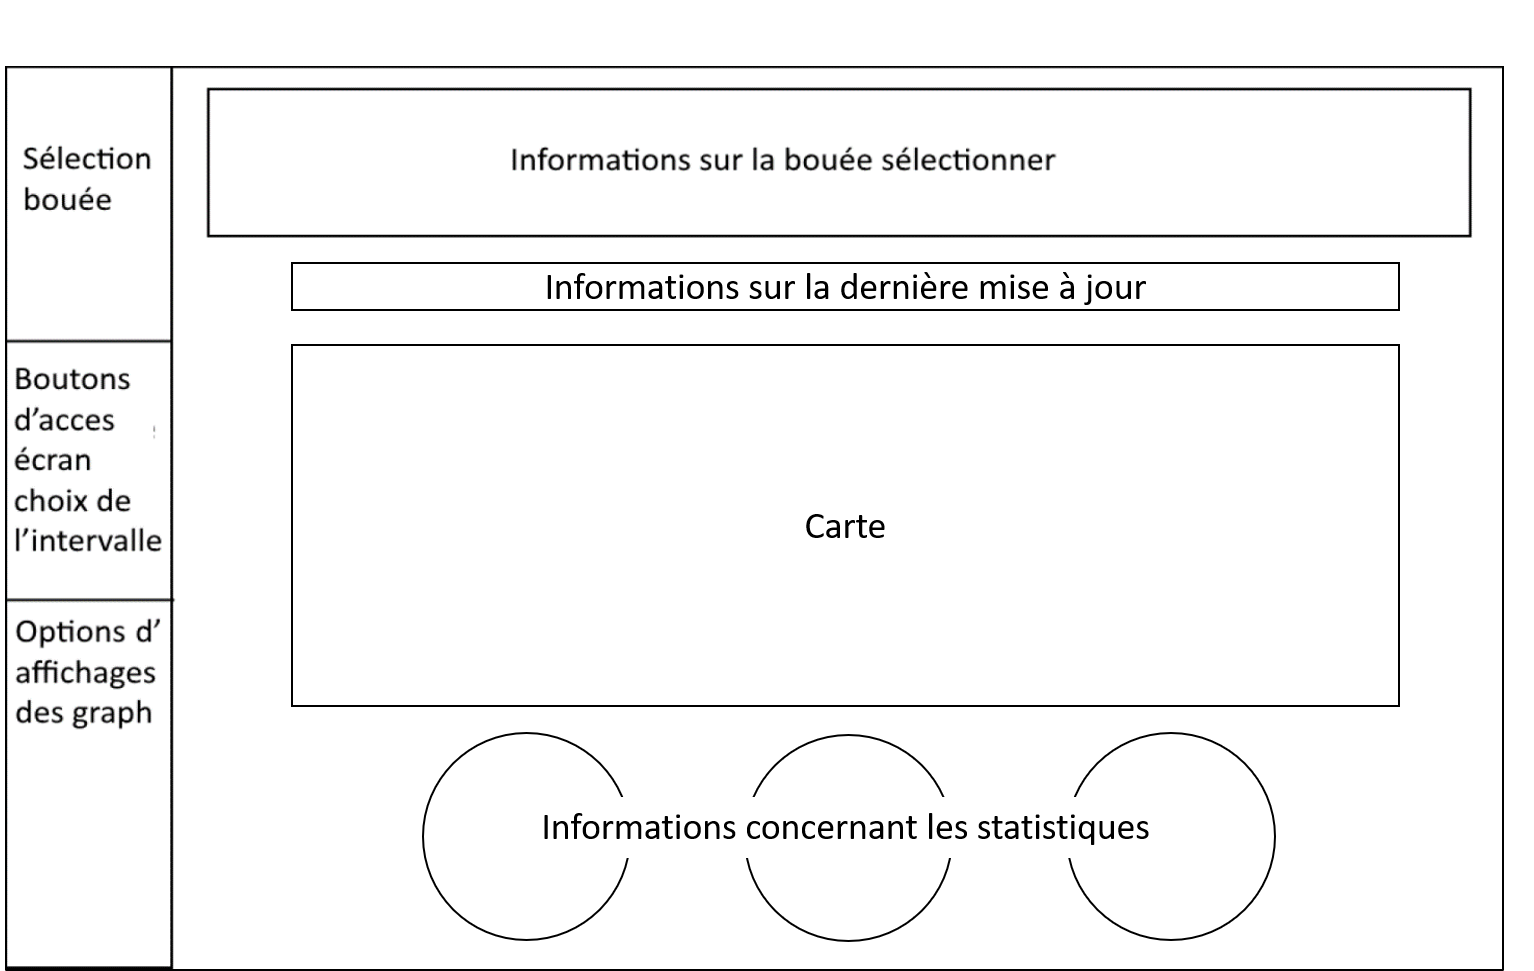 Sélection
bouée
Informations sur la bouée sélectionner
Informations sur la dernière mise à jour
Boutons
d’acces
écran
choix de
l’intervalle
Carte
Options d’
affichages
des graph
Informations concernant les statistiques